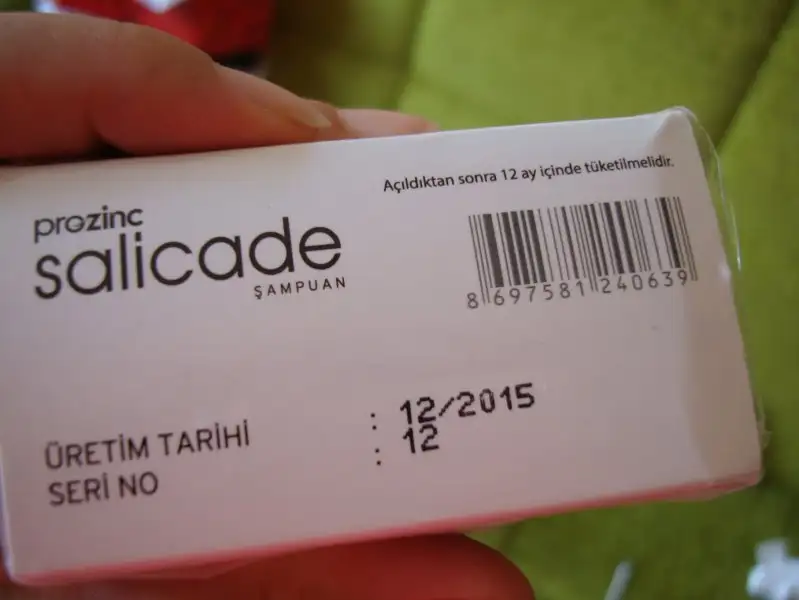 Açıldıktan sonra 12 ay içinde tüketilmelidir.
prozinc
salicade
ŞAMPUAN
8 697581 240639
ÜRETİM TARİHİ : 12/2015
SERİ NO : 12